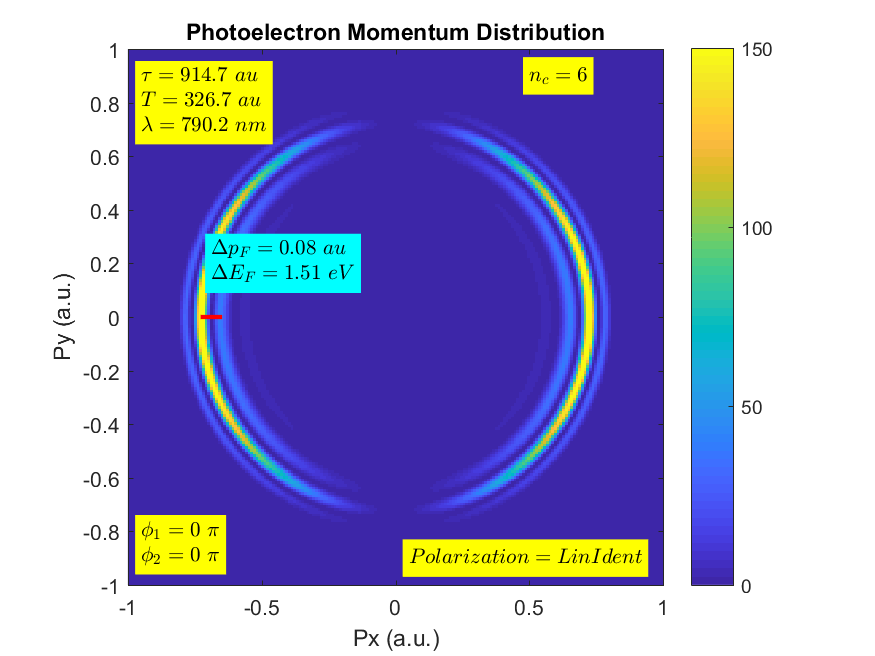 Photoelectron Momentum Distribution
1
0.8
0.6
0.4
0.2
0
-0.2
-0.4
-0.6
-0.8
-1
Py (a.u.)
τ = 914.7 au
T = 326.7 au
λ = 790.2 nm
n_c = 6
Δp_F = 0.08 au
ΔE_F = 1.51 eV
ϕ_1 = 0 π
ϕ_2 = 0 π
Polarization = LinIdent
-1
-0.5
0
0.5
1
Px (a.u.)
150
100
50
0